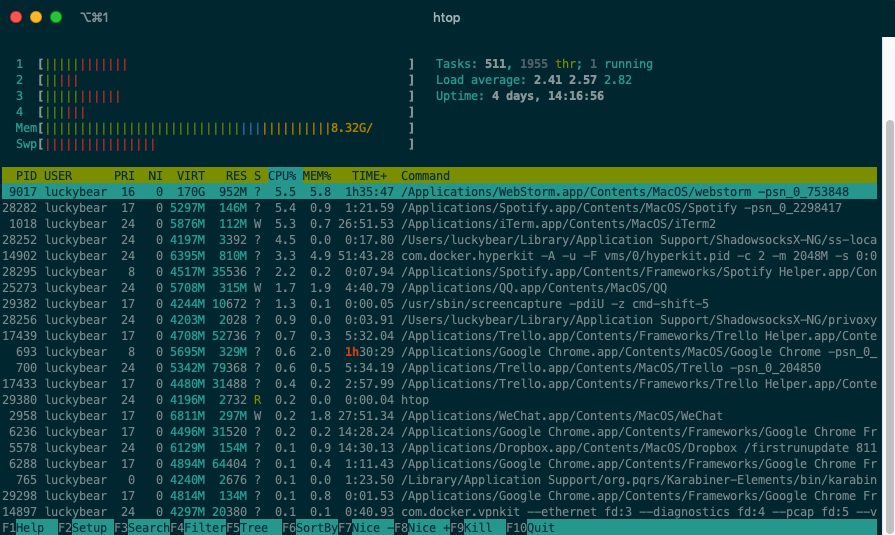 ⌥⌘1 htop
1 [||||||||||||| ] Tasks: 511, 1955 thr; 1 running
2 [||||| ] Load average: 2.41 2.57 2.82
3 [|||||||||||| ] Uptime: 4 days, 14:16:56
4 [|||||| ]
Mem[||||||||||||||||||||||||||||||||||||||||||8.32G/ ]
Swp[|||||||||||||||| ]
PID USER PRI NI VIRT RES S CPU% MEM% TIME+ Command
9017 luckybear 16 0 170G 952M ? 5.5 5.8 1h35:47 /Applications/WebStorm.app/Contents/MacOS/webstorm -psn_0_753848
28282 luckybear 17 0 5297M 146M ? 5.4 0.9 1:21.59 /Applications/Spotify.app/Contents/MacOS/Spotify -psn_0_2298417
1018 luckybear 24 0 5876M 112M W 5.3 0.7 26:51.53 /Applications/iTerm.app/Contents/MacOS/iTerm2
28252 luckybear 24 0 4197M 3392 ? 4.5 0.0 0:17.80 /Users/luckybear/Library/Application Support/ShadowsocksX-NG/ss-loca
14902 luckybear 24 0 6395M 810M ? 3.3 4.9 51:43.28 com.docker.hyperkit -A -u -F vms/0/hyperkit.pid -c 2 -m 2048M -s 0:0
28295 luckybear 8 0 4517M 35536 ? 2.2 0.2 0:07.94 /Applications/Spotify.app/Contents/Frameworks/Spotify Helper.app/Con
25273 luckybear 24 0 5708M 315M W 1.7 1.9 4:40.79 /Applications/QQ.app/Contents/MacOS/QQ
29382 luckybear 17 0 4244M 10672 ? 1.3 0.1 0:00.05 /usr/sbin/screencapture -pdiU -z cmd-shift-5
28256 luckybear 24 0 4203M 2028 ? 0.9 0.0 0:03.91 /Users/luckybear/Library/Application Support/ShadowsocksX-NG/privoxy
17439 luckybear 17 0 4708M 52736 ? 0.7 0.3 5:32.04 /Applications/Trello.app/Contents/Frameworks/Trello Helper.app/Conte
693 luckybear 8 0 5695M 329M ? 0.6 2.0 1h30:29 /Applications/Google Chrome.app/Contents/MacOS/Google Chrome -psn_0_
700 luckybear 24 0 5342M 79368 ? 0.6 0.5 5:34.19 /Applications/Trello.app/Contents/MacOS/Trello -psn_0_204850
17433 luckybear 17 0 4480M 31488 ? 0.4 0.2 2:57.99 /Applications/Trello.app/Contents/Frameworks/Trello Helper.app/Conte
29380 luckybear 24 0 4196M 2732 R 0.2 0.0 0:00.04 htop
2958 luckybear 17 0 6811M 297M W 0.2 1.8 27:51.34 /Applications/WeChat.app/Contents/MacOS/WeChat
6236 luckybear 17 0 4496M 31520 ? 0.2 0.2 14:28.24 /Applications/Google Chrome.app/Contents/Frameworks/Google Chrome Fr
5578 luckybear 24 0 6129M 154M ? 0.1 0.9 14:30.13 /Applications/Dropbox.app/Contents/MacOS/Dropbox /firstrunupdate 811
6288 luckybear 17 0 4894M 64404 ? 0.1 0.4 1:11.43 /Applications/Google Chrome.app/Contents/Frameworks/Google Chrome Fr
765 luckybear 0 0 4240M 2676 ? 0.1 0.0 1:23.50 /Library/Application Support/org.pqrs/Karabiner-Elements/bin/karabin
29298 luckybear 17 0 4814M 134M ? 0.1 0.8 0:01.53 /Applications/Google Chrome.app/Contents/Frameworks/Google Chrome Fr
14897 luckybear 24 0 4297M 20380 ? 0.1 0.1 0:40.93 com.docker.vpnkit --ethernet fd:3 --diagnostics fd:4 --pcap fd:5 --v
F1Help F2Setup F3SearchF4FilterF5Tree F6SortByF7Nice -F8Nice +F9Kill F10Quit